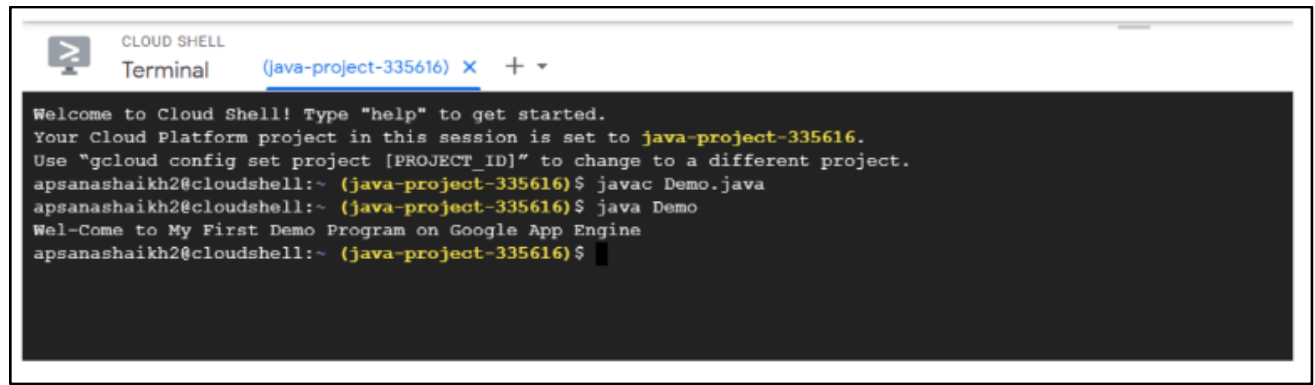 CLOUD SHELL
Terminal (java-project-335616) × + ▾
Welcome to Cloud Shell! Type "help" to get started.
Your Cloud Platform project in this session is set to java-project-335616.
Use “gcloud config set project [PROJECT_ID]” to change to a different project.
apsanashaikh2@cloudshell:~ (java-project-335616)$ javac Demo.java
apsanashaikh2@cloudshell:~ (java-project-335616)$ java Demo
Wel-Come to My First Demo Program on Google App Engine
apsanashaikh2@cloudshell:~ (java-project-335616)$